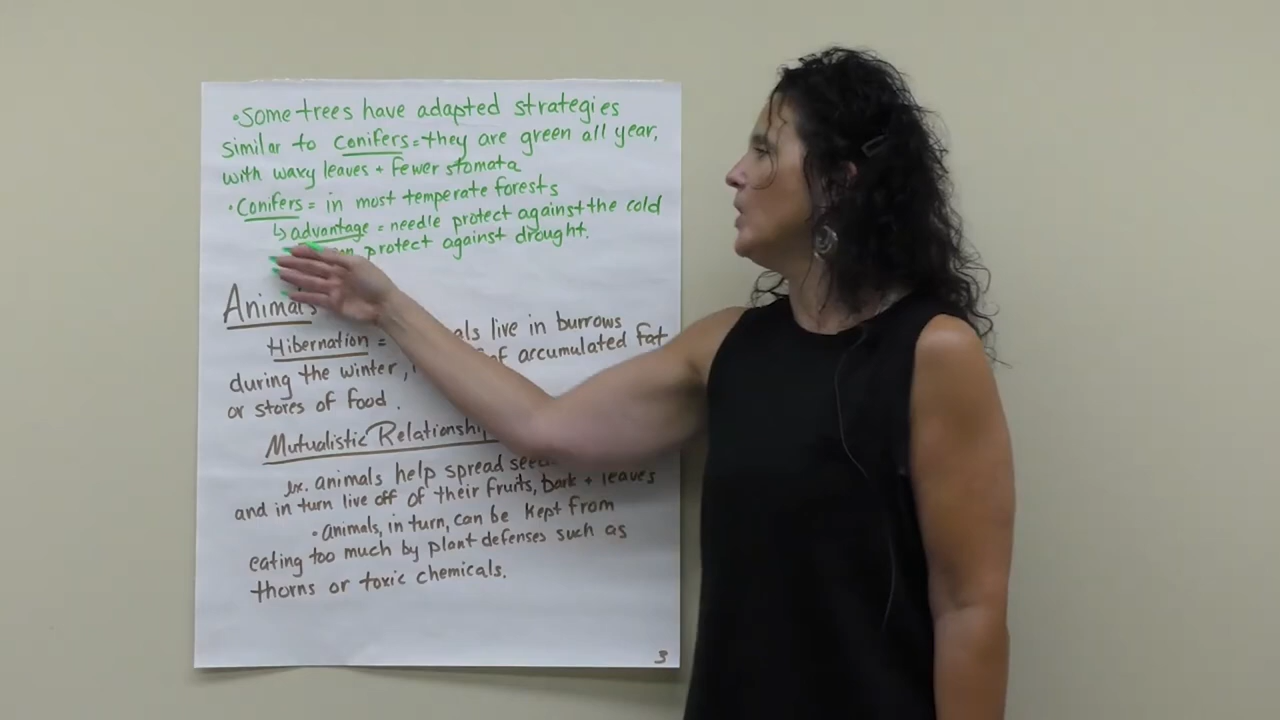 • Some trees have adapted strategies
similar to Conifers = they are green all year,
with waxy leaves + fewer stomata
• Conifers = in most temperate forests
↳ advantage = needle protect against the cold
protect against drought.
Animals
Hibernation = als live in burrows
during the winter, of accumulated fat
or stores of food.
Mutualistic Relationship
ex. animals help spread
and in turn live off of their fruits, bark + leaves
• Animals, in turn, can be kept from
eating too much by plant defenses such as
thorns or toxic chemicals.
3